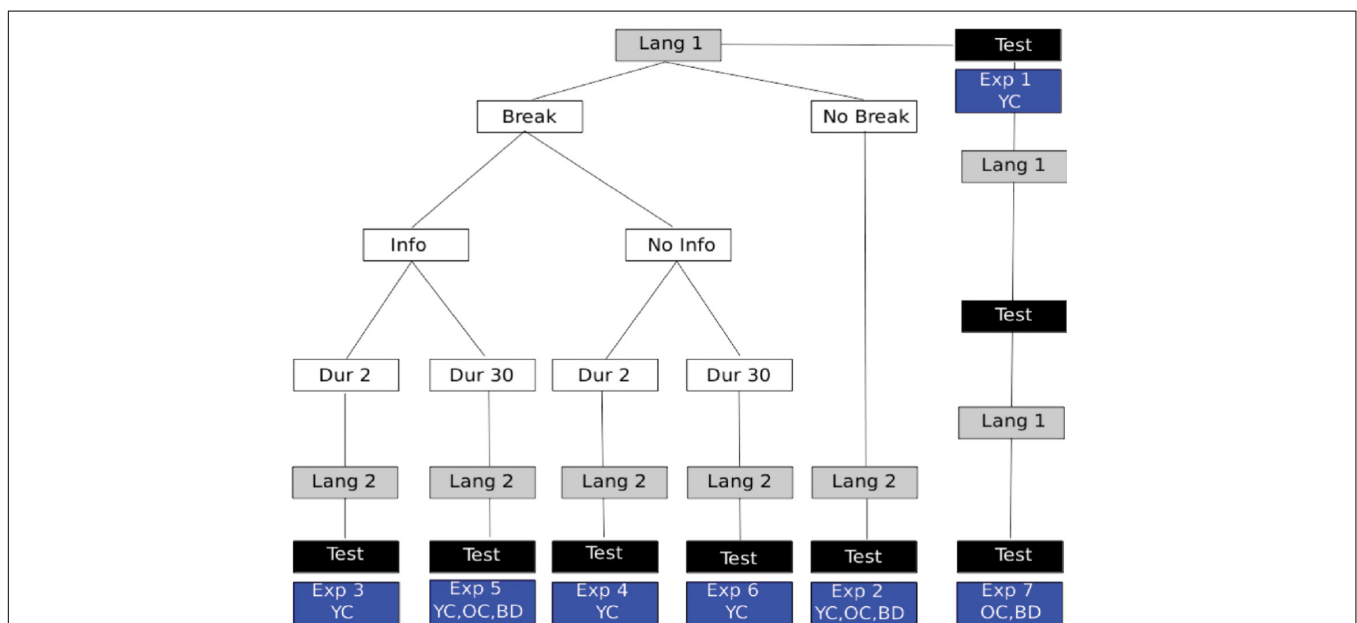 Lang 1
Test
Exp 1
YC
Break
No Break
Lang 1
Info
No Info
Test
Dur 2
Dur 30
Dur 2
Dur 30
Lang 1
Lang 2
Lang 2
Lang 2
Lang 2
Lang 2
Test
Test
Test
Test
Test
Test
Exp 3
YC
Exp 5
YC,OC,BD
Exp 4
YC
Exp 6
YC
Exp 2
YC,OC,BD
Exp 7
OC,BD